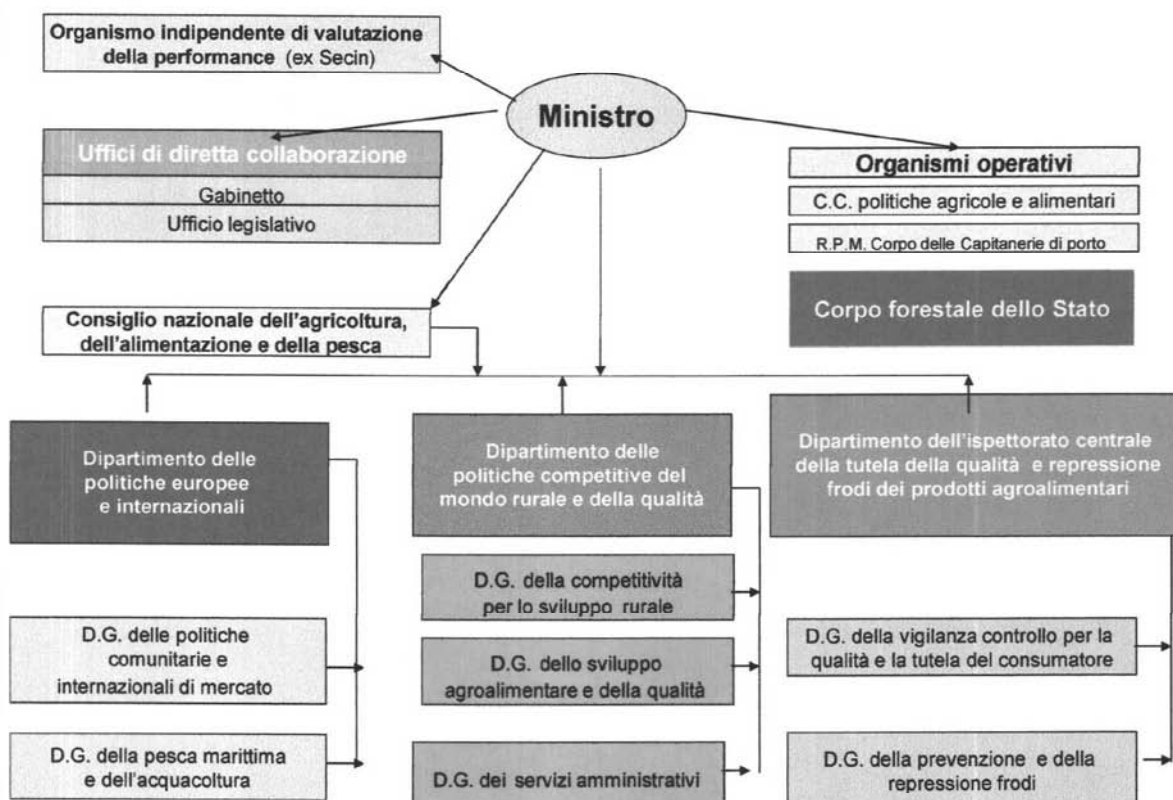 Organismo indipendente di valutazione
della performance (ex Secin)
Ministro
Uffici di diretta collaborazione
Gabinetto
Ufficio legislativo
Organismi operativi
C.C. politiche agricole e alimentari
R.P.M. Corpo delle Capitanerie di porto
Corpo forestale dello Stato
Consiglio nazionale dell'agricoltura,
dell'alimentazione e della pesca
Dipartimento delle
politiche europee
e internazionali
D.G. delle politiche
comunitarie e
internazionali di mercato
D.G. della pesca marittima
e dell'acquacoltura
Dipartimento delle
politiche competitive del
mondo rurale e della qualità
D.G. della competitività
per lo sviluppo rurale
D.G. dello sviluppo
agroalimentare e della qualità
D.G. dei servizi amministrativi
Dipartimento dell'ispettorato centrale
della tutela della qualità e repressione
frodi dei prodotti agroalimentari
D.G. della vigilanza controllo per la
qualità e la tutela del consumatore
D.G. della prevenzione e della
repressione frodi